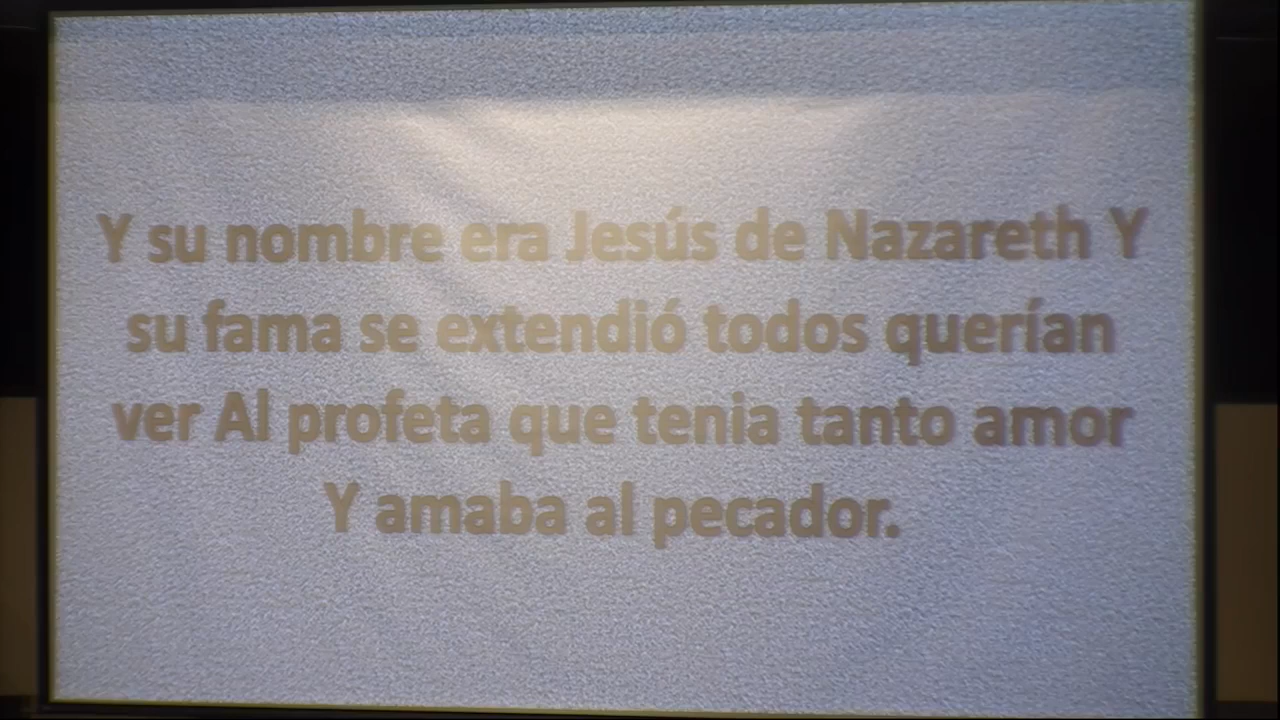 Y su nombre era Jesús de Nazareth Y
su fama se extendió todos querían
ver Al profeta que tenia tanto amor
Y amaba al pecador.